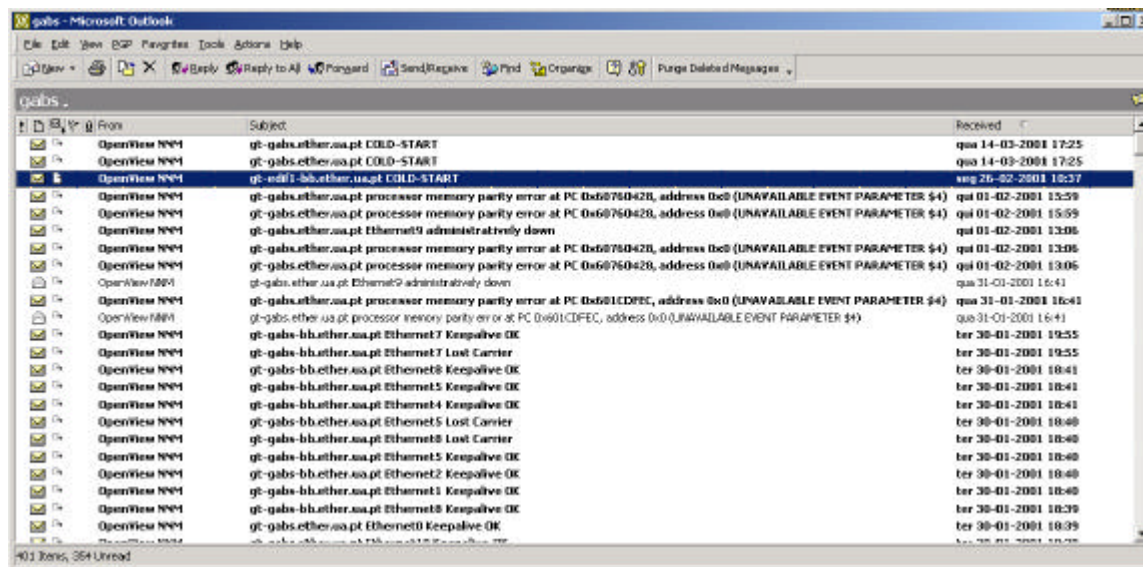 gabs - Microsoft Outlook
File Edit View PGP Favorites Tools Actions Help
New Reply Reply to All Forward Send/Receive Find Organize Purge Deleted Messages
gabs .
From Subject Received
OpenView NNM gt-gabs.ether.ua.pt COLD-START qua 14-03-2001 17:25
OpenView NNM gt-gabs.ether.ua.pt COLD-START qua 14-03-2001 17:25
OpenView NNM gt-edif1-bb.ether.ua.pt COLD-START seg 26-02-2001 10:37
OpenView NNM gt-gabs.ether.ua.pt processor memory parity error at PC 0x60760428, address 0x0 (UNAVAILABLE EVENT PARAMETER $4) qui 01-02-2001 15:59
OpenView NNM gt-gabs.ether.ua.pt processor memory parity error at PC 0x60760428, address 0x0 (UNAVAILABLE EVENT PARAMETER $4) qui 01-02-2001 15:59
OpenView NNM gt-gabs.ether.ua.pt Ethernet9 administratively down qui 01-02-2001 13:06
OpenView NNM gt-gabs.ether.ua.pt processor memory parity error at PC 0x60760428, address 0x0 (UNAVAILABLE EVENT PARAMETER $4) qui 01-02-2001 13:06
OpenView NNM gt-gabs.ether.ua.pt processor memory parity error at PC 0x60760428, address 0x0 (UNAVAILABLE EVENT PARAMETER $4) qui 01-02-2001 13:06
OpenView NNM gt-gabs.ether.ua.pt Ethernet9 administratively down qua 31-01-2001 16:41
OpenView NNM gt-gabs.ether.ua.pt processor memory parity error at PC 0x601CDFEC, address 0x0 (UNAVAILABLE EVENT PARAMETER $4) qua 31-01-2001 16:41
OpenView NNM gt-gabs.ether.ua.pt processor memory parity error at PC 0x601CDFEC, address 0x0 (UNAVAILABLE EVENT PARAMETER $4) qua 31-01-2001 16:41
OpenView NNM gt-gabs-bb.ether.ua.pt Ethernet7 Keepalive OK ter 30-01-2001 19:55
OpenView NNM gt-gabs-bb.ether.ua.pt Ethernet7 Lost Carrier ter 30-01-2001 19:55
OpenView NNM gt-gabs-bb.ether.ua.pt Ethernet8 Keepalive OK ter 30-01-2001 18:41
OpenView NNM gt-gabs-bb.ether.ua.pt Ethernet5 Keepalive OK ter 30-01-2001 18:41
OpenView NNM gt-gabs-bb.ether.ua.pt Ethernet4 Keepalive OK ter 30-01-2001 18:41
OpenView NNM gt-gabs-bb.ether.ua.pt Ethernet5 Lost Carrier ter 30-01-2001 18:40
OpenView NNM gt-gabs-bb.ether.ua.pt Ethernet8 Lost Carrier ter 30-01-2001 18:40
OpenView NNM gt-gabs-bb.ether.ua.pt Ethernet5 Keepalive OK ter 30-01-2001 18:40
OpenView NNM gt-gabs-bb.ether.ua.pt Ethernet2 Keepalive OK ter 30-01-2001 18:40
OpenView NNM gt-gabs-bb.ether.ua.pt Ethernet1 Keepalive OK ter 30-01-2001 18:40
OpenView NNM gt-gabs-bb.ether.ua.pt Ethernet8 Keepalive OK ter 30-01-2001 18:39
OpenView NNM gt-gabs.ether.ua.pt Ethernet0 Keepalive OK ter 30-01-2001 18:39
401 Items, 354 Unread